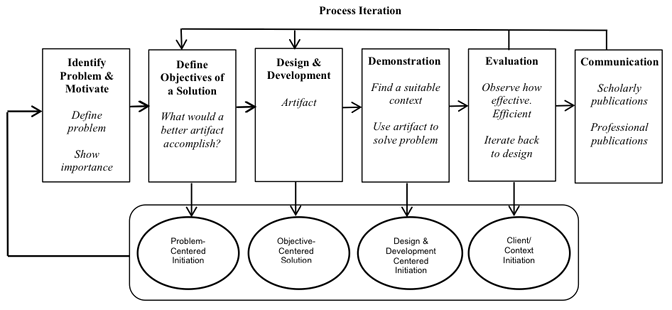 Process Iteration
Identify
Problem &
Motivate
Define
problem
Show
importance
Define
Objectives of
a Solution
What would a
better artifact
accomplish?
Design &
Development
Artifact
Demonstration
Find a suitable
context
Use artifact to
solve problem
Evaluation
Observe how
effective.
Efficient
Iterate back
to design
Communication
Scholarly
publications
Professional
publications
Problem-
Centered
Initiation
Objective-
Centered
Solution
Design &
Development
Centered
Initiation
Client/
Context
Initiation